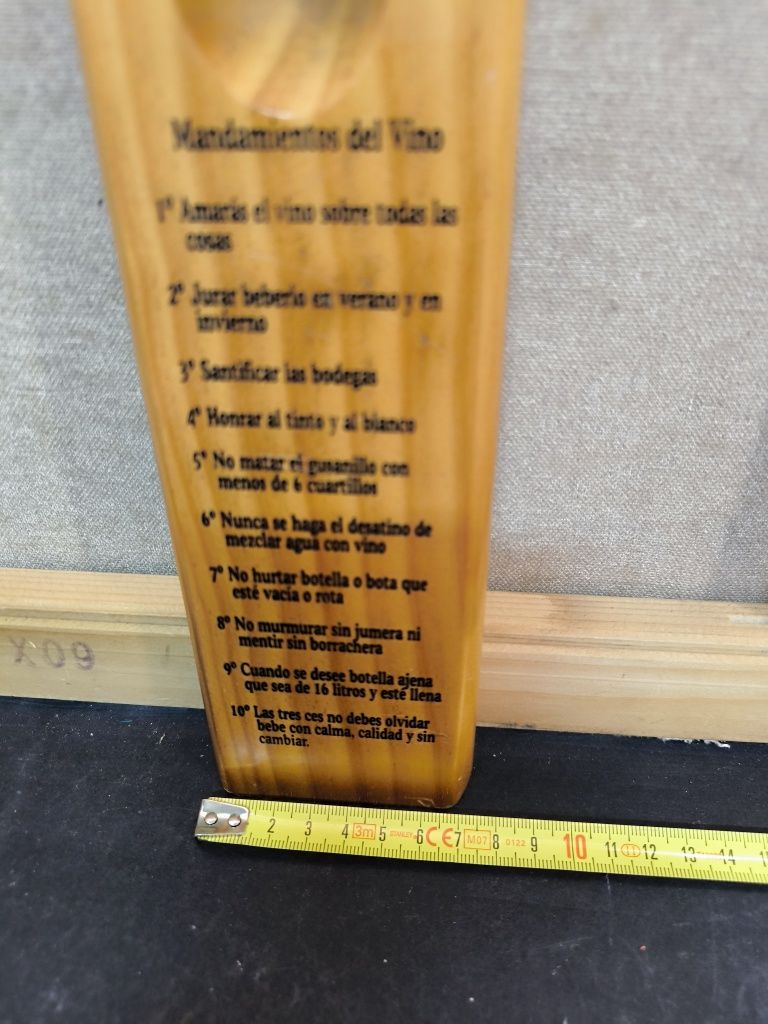 Mandamientos del Vino
1º Amarás el vino sobre todas las
cosas
2º Jurar beberlo en verano y en
invierno
3º Santificar las bodegas
4º Honrar al tinto y al blanco
5º No matar el gusanillo con
menos de 6 cuartillos
6º Nunca se haga el desatino de
mezclar agua con vino
7º No hurtar botella o bota que
esté vacía o rota
8º No murmurar sin jumera ni
mentir sin borrachera
9º Cuando se desee botella ajena
que sea de 16 litros y esté llena
10º Las tres ces no debes olvidar
bebe con calma, calidad y sin
cambiar.
X09
2 3 4 3m 5 STANLEY 6 CE 7 M07 8 0122 9 10 11 12 13 14